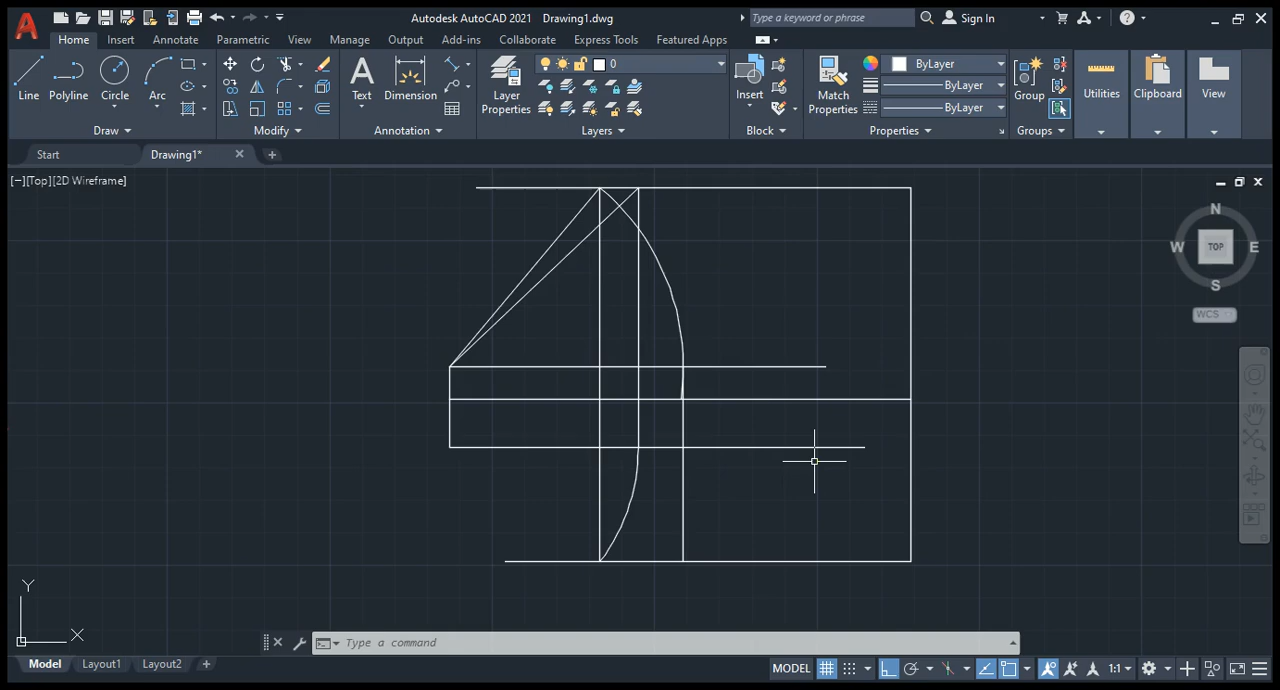 Autodesk AutoCAD 2021 Drawing1.dwg Type a keyword or phrase Sign In
Home Insert Annotate Parametric View Manage Output Add-ins Collaborate Express Tools Featured Apps
0
ByLayer
ByLayer
ByLayer
Line Polyline Circle Arc Text Dimension Layer Properties Insert Match Properties Group Utilities Clipboard View
Draw Modify Annotation Layers Block Properties Groups
Start Drawing1*
[–][Top][2D Wireframe]
N
W TOP E
S
WCS
Y
X
Type a command
Model Layout1 Layout2 MODEL 1:1